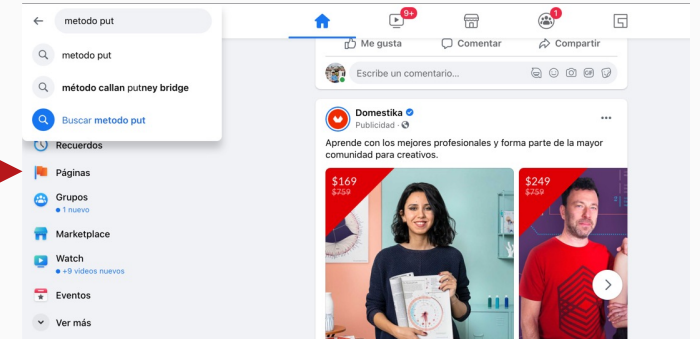 metodo put
metodo put
método callan putney bridge
Buscar metodo put
Recuerdos
Páginas
Grupos
1 nuevo
Marketplace
Watch
+9 videos nuevos
Eventos
Ver más
9+
1
Me gusta Comentar Compartir
Escribe un comentario...
GIF
Domestika
Publicidad
Aprende con los mejores profesionales y forma parte de la mayor
comunidad para creativos.
$169
$759
$249
$759